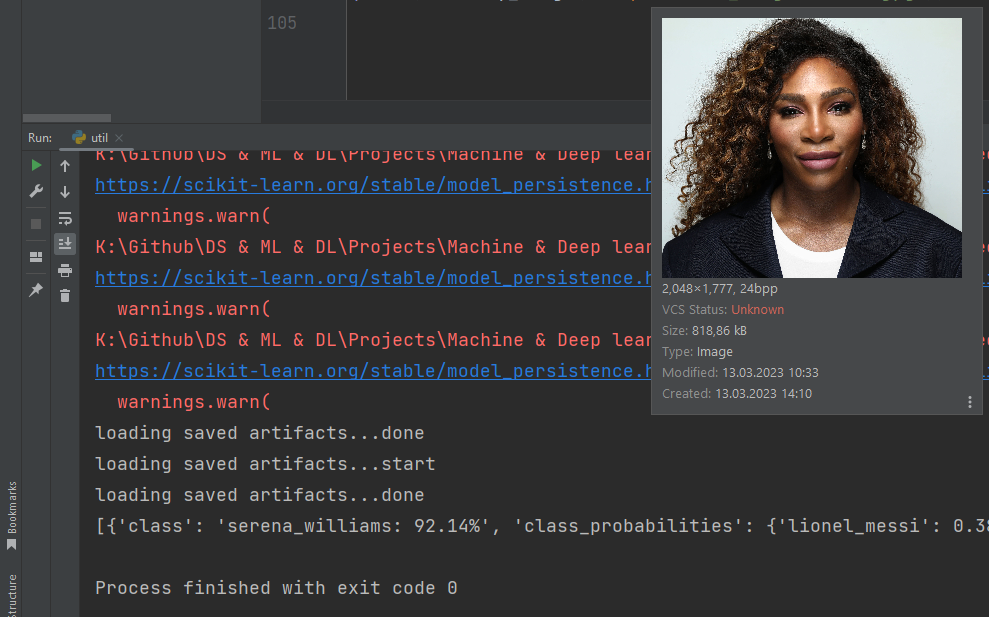 105
Run: util
K:\Github\DS & ML & DL\Projects\Machine & Deep lear
https://scikit-learn.org/stable/model_persistence.h
warnings.warn(
K:\Github\DS & ML & DL\Projects\Machine & Deep lear
https://scikit-learn.org/stable/model_persistence.h
warnings.warn(
K:\Github\DS & ML & DL\Projects\Machine & Deep lear
https://scikit-learn.org/stable/model_persistence.h
warnings.warn(
loading saved artifacts...done
loading saved artifacts...start
loading saved artifacts...done
[{'class': 'serena_williams: 92.14%', 'class_probabilities': {'lionel_messi': 0.38
Process finished with exit code 0
2,048×1,777, 24bpp
VCS Status: Unknown
Size: 818,86 kB
Type: Image
Modified: 13.03.2023 10:33
Created: 13.03.2023 14:10
Bookmarks
Structure